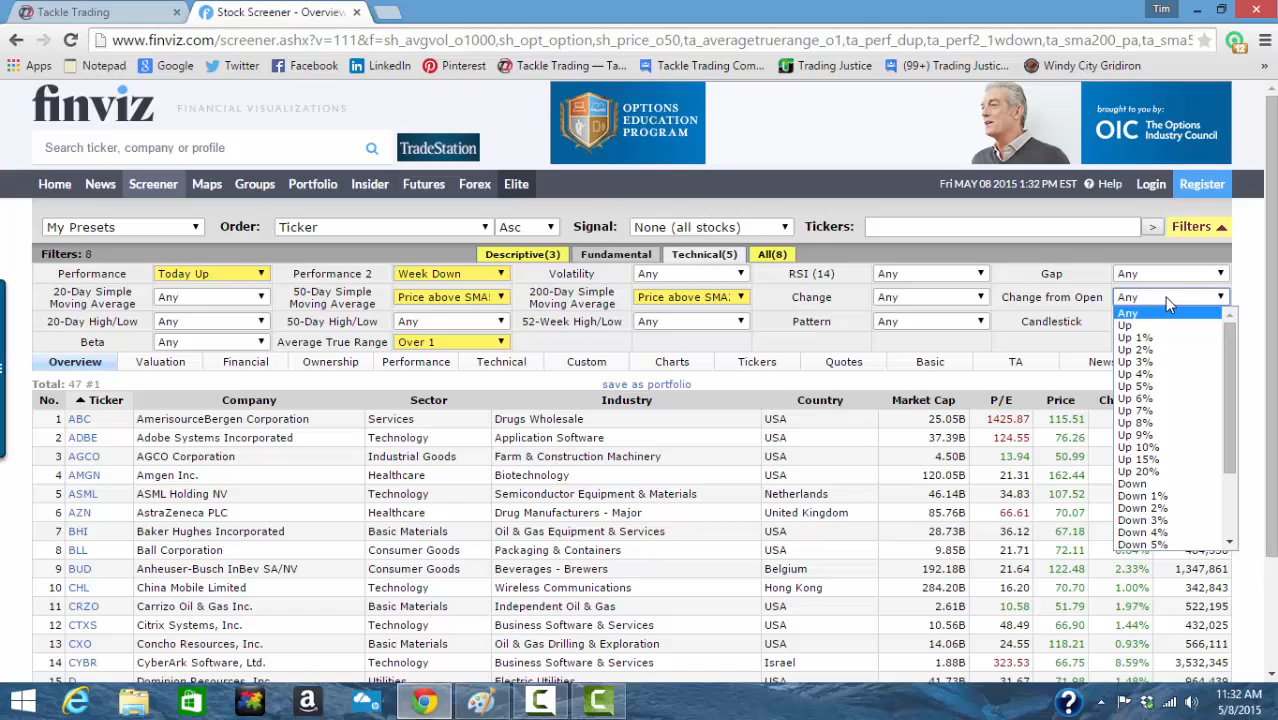 Tackle Trading
Stock Screener - Overview
Tim
www.finviz.com/screener.ashx?v=111&f=sh_avgvol_o1000,sh_opt_option,sh_price_o50,ta_averagetruerange_o1,ta_perf_dup,ta_perf2_1wdown,ta_sma200_pa,ta_sma5
12
Apps Notepad Google Twitter Facebook LinkedIn Pinterest Tackle Trading — Ta... Tackle Trading Com... Trading Justice (99+) Trading Justic... Windy City Gridiron »
finviz FINANCIAL VISUALIZATIONS
OPTIONS
EDUCATION
PROGRAM
brought to you by:
OIC The Options
Industry Council
Search ticker, company or profile
TradeStation
Home News Screener Maps Groups Portfolio Insider Futures Forex Elite Fri MAY 08 2015 1:32 PM EST Help Login Register
My Presets Order: Ticker Asc Signal: None (all stocks) Tickers: > Filters
Filters: 8 Descriptive(3) Fundamental Technical(5) All(8)
Performance Today Up Performance 2 Week Down Volatility Any RSI (14) Any Gap Any
20-Day Simple
Moving Average Any 50-Day Simple
Moving Average Price above SMA 200-Day Simple
Moving Average Price above SMA Change Any Change from Open Any
20-Day High/Low Any 50-Day High/Low Any 52-Week High/Low Any Pattern Any Candlestick
Beta Any Average True Range Over 1
Any
Up
Up 1%
Up 2%
Up 3%
Up 4%
Up 5%
Up 6%
Up 7%
Up 8%
Up 9%
Up 10%
Up 15%
Up 20%
Down
Down 1%
Down 2%
Down 3%
Down 4%
Down 5%
Overview Valuation Financial Ownership Performance Technical Custom Charts Tickers Quotes Basic TA New
Total: 47 #1 save as portfolio
No. Ticker Company Sector Industry Country Market Cap P/E Price Ch
1 ABC AmerisourceBergen Corporation Services Drugs Wholesale USA 25.05B 1425.87 115.51
2 ADBE Adobe Systems Incorporated Technology Application Software USA 37.39B 124.55 76.26
3 AGCO AGCO Corporation Industrial Goods Farm & Construction Machinery USA 4.50B 13.94 50.99
4 AMGN Amgen Inc. Healthcare Biotechnology USA 120.05B 21.31 162.44
5 ASML ASML Holding NV Technology Semiconductor Equipment & Materials Netherlands 46.14B 34.83 107.52
6 AZN AstraZeneca PLC Healthcare Drug Manufacturers - Major United Kingdom 85.76B 66.61 70.07
7 BHI Baker Hughes Incorporated Basic Materials Oil & Gas Equipment & Services USA 28.73B 36.12 67.18
8 BLL Ball Corporation Consumer Goods Packaging & Containers USA 9.85B 21.71 72.11
9 BUD Anheuser-Busch InBev SA/NV Consumer Goods Beverages - Brewers Belgium 192.18B 21.64 122.48 2.33% 1,347,861
10 CHL China Mobile Limited Technology Wireless Communications Hong Kong 284.20B 16.20 70.70 1.00% 342,843
11 CRZO Carrizo Oil & Gas Inc. Basic Materials Independent Oil & Gas USA 2.61B 10.58 51.79 1.97% 522,195
12 CTXS Citrix Systems, Inc. Technology Business Software & Services USA 10.56B 48.49 66.90 1.44% 432,025
13 CXO Concho Resources, Inc. Basic Materials Oil & Gas Drilling & Exploration USA 14.06B 24.55 118.21 0.93% 566,111
14 CYBR CyberArk Software, Ltd. Technology Business Software & Services Israel 1.88B 323.53 66.75 8.59% 3,532,345
D Dominion Resources, Inc. Utilities
11:32 AM
5/8/2015